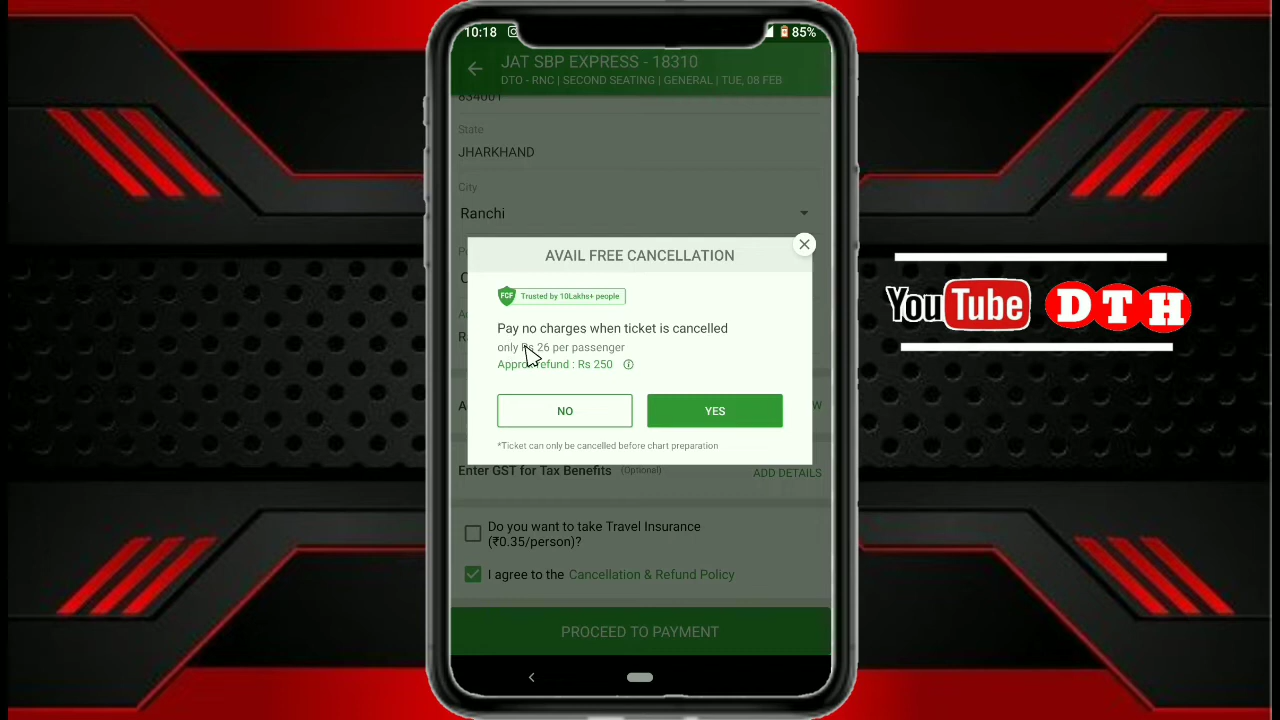 10:18
85%
JAT SBP EXPRESS - 18310
DTO - RNC | SECOND SEATING | GENERAL | TUE, 08 FEB
834001
State
JHARKHAND
City
Ranchi
AVAIL FREE CANCELLATION
FCF Trusted by 10Lakhs+ people
Pay no charges when ticket is cancelled
only Rs 26 per passenger
refund : Rs 250
NO
YES
*Ticket can only be cancelled before chart preparation
Enter GST for Tax Benefits (Optional)
ADD DETAILS
Do you want to take Travel Insurance
(₹0.35/person)?
I agree to the Cancellation & Refund Policy
PROCEED TO PAYMENT
YouTube DTH